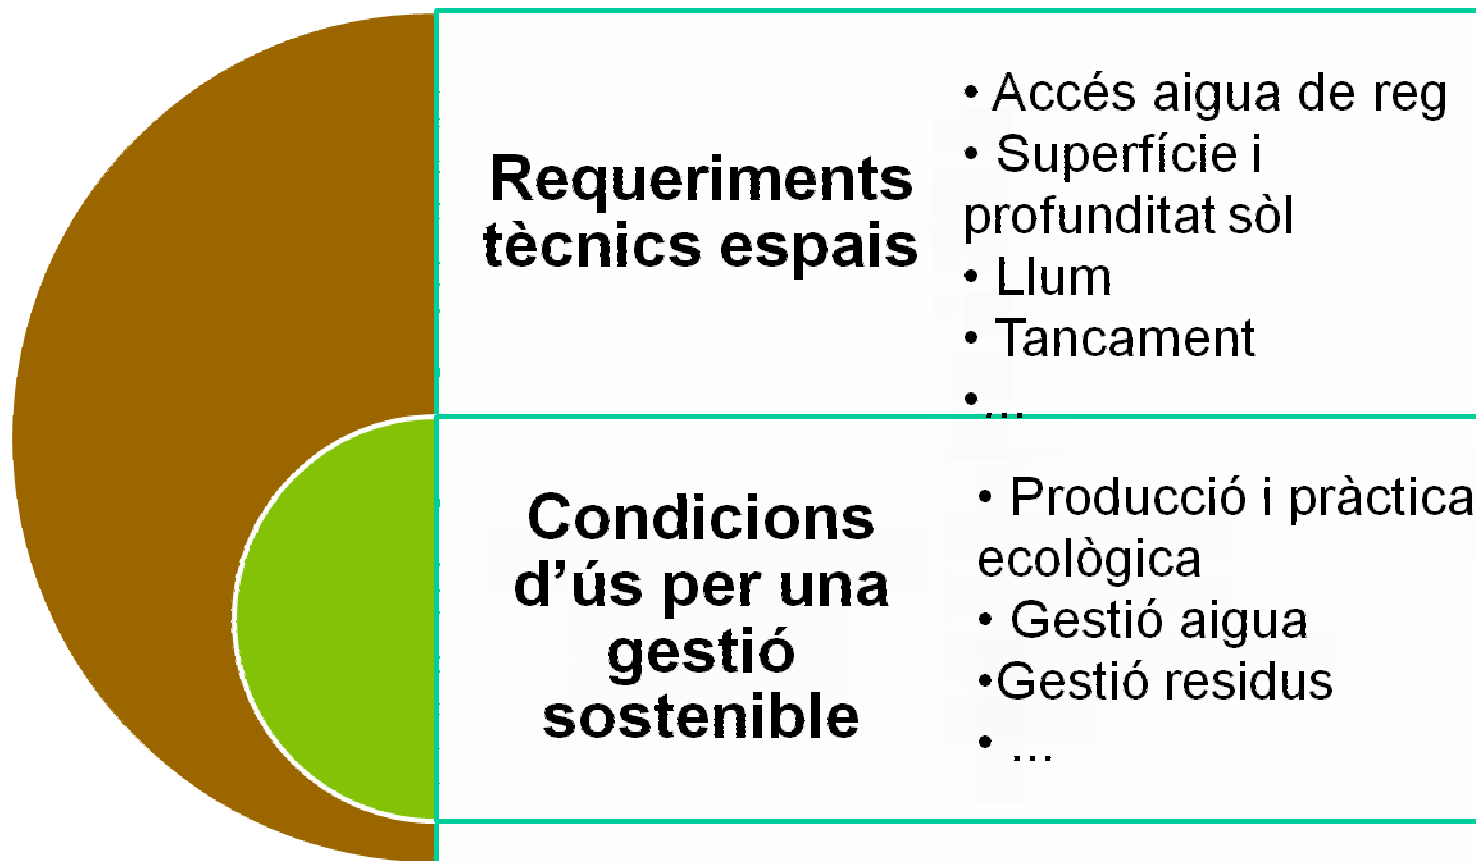 Requeriments
tècnics espais
• Accés aigua de reg
• Superfície i
profunditat sòl
• Llum
• Tancament
•...
Condicions
d’ús per una
gestió
sostenible
• Producció i pràctica
ecològica
• Gestió aigua
•Gestió residus
• ...